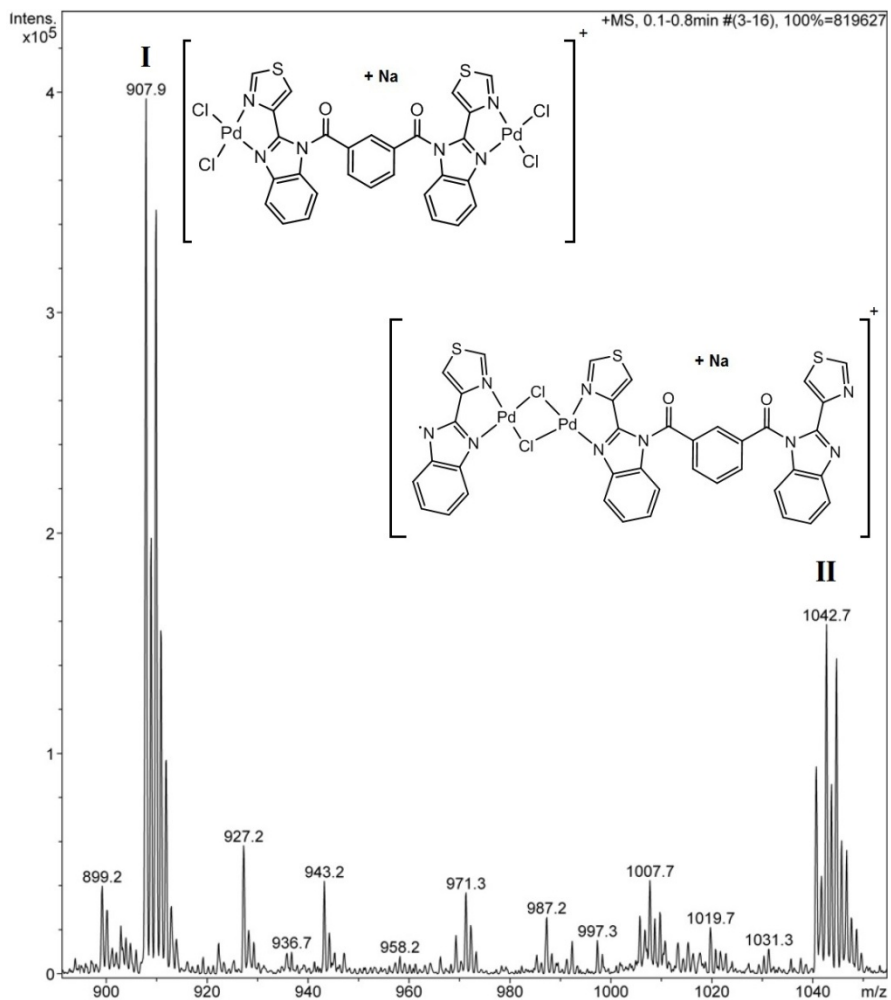 Intens.
x10⁵
+MS, 0.1-0.8min #(3-16), 100%=819627
I
907.9
+ Na
+
S
N
Cl
Pd
Cl
N
N
O
O
N
N
S
N
Pd
Cl
Cl
4
3
2
1
0
+
+ Na
S
N
Pd
·N
N
Cl
Cl
S
N
Pd
N
N
O
O
N
N
S
N
II
1042.7
899.2
927.2
936.7
943.2
958.2
971.3
987.2
997.3
1007.7
1019.7
1031.3
900
920
940
960
980
1000
1020
1040
m/z